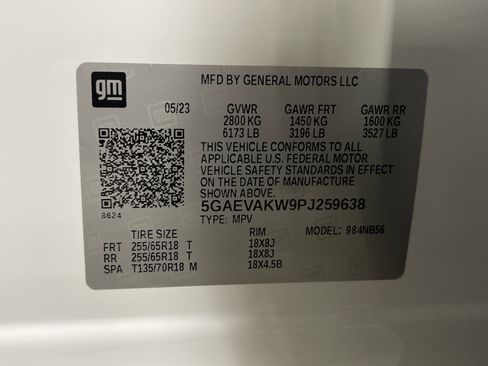 gm
MFD BY GENERAL MOTORS LLC
05/23 GVWR GAWR FRT GAWR RR
2800 KG 1450 KG 1600 KG
6173 LB 3196 LB 3527 LB
THIS VEHICLE CONFORMS TO ALL
APPLICABLE U.S. FEDERAL MOTOR
VEHICLE SAFETY STANDARDS IN EFFECT
ON THE DATE OF MANUFACTURE
SHOWN ABOVE.
8624
5GAEVAKW9PJ259638
TYPE: MPV
TIRE SIZE RIM MODEL: 984NB56
FRT 255/65R18 T 18X8J
RR 255/65R18 T 18X8J
SPA T135/70R18 M 18X4.5B